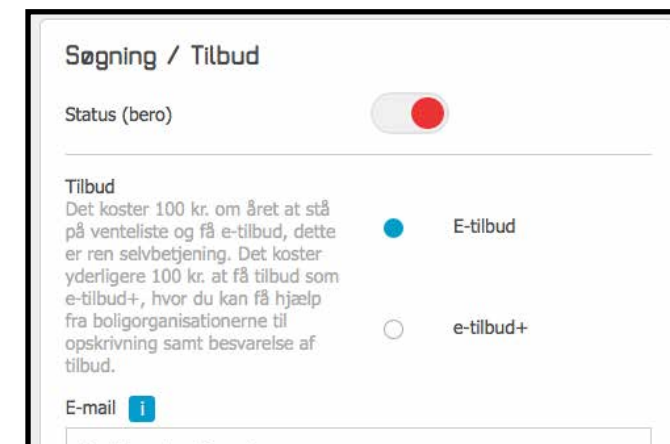 Søgning / Tilbud
Status (bero)
Tilbud
Det koster 100 kr. om året at stå
på venteliste og få e-tilbud, dette
er ren selvbetjening. Det koster
yderligere 100 kr. at få tilbud som
e-tilbud+, hvor du kan få hjælp
fra boligorganisationerne til
opskrivning samt besvarelse af
tilbud.
E-tilbud
e-tilbud+
E-mail i